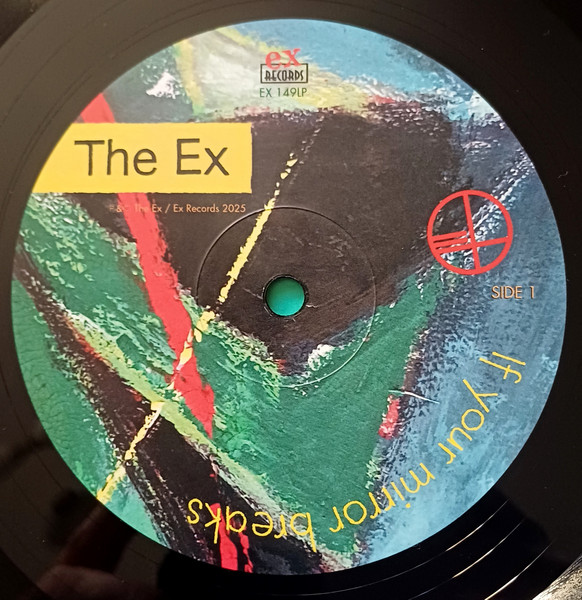 ex
RECORDS
EX 149LP
The Ex
℗ & © The Ex / Ex Records 2025
SIDE 1
If your mirror breaks